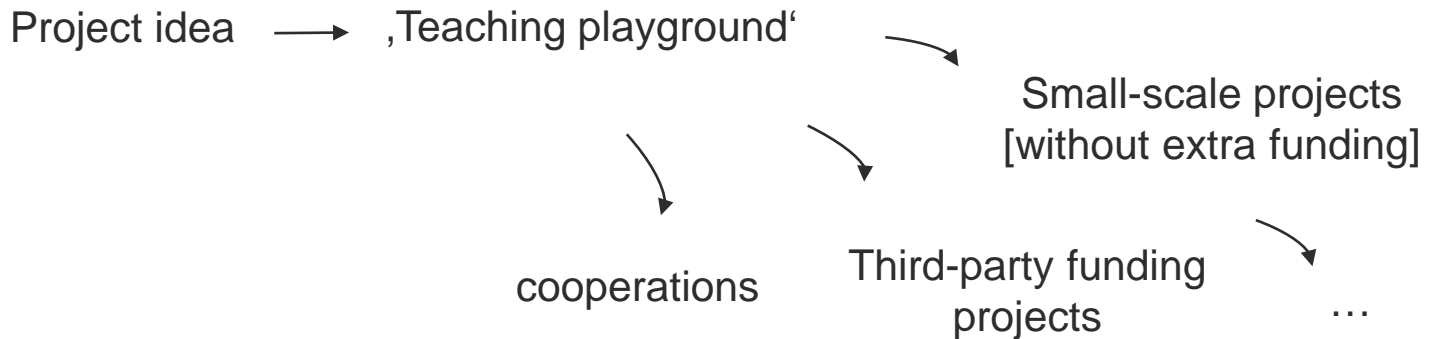 Project idea
‚Teaching playground‘
Small-scale projects
[without extra funding]
cooperations
Third-party funding
projects
…